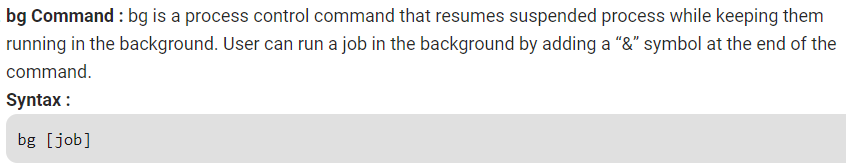 bg Command : bg is a process control command that resumes suspended process while keeping them
running in the background. User can run a job in the background by adding a “&” symbol at the end of the
command.
Syntax :
bg [job]